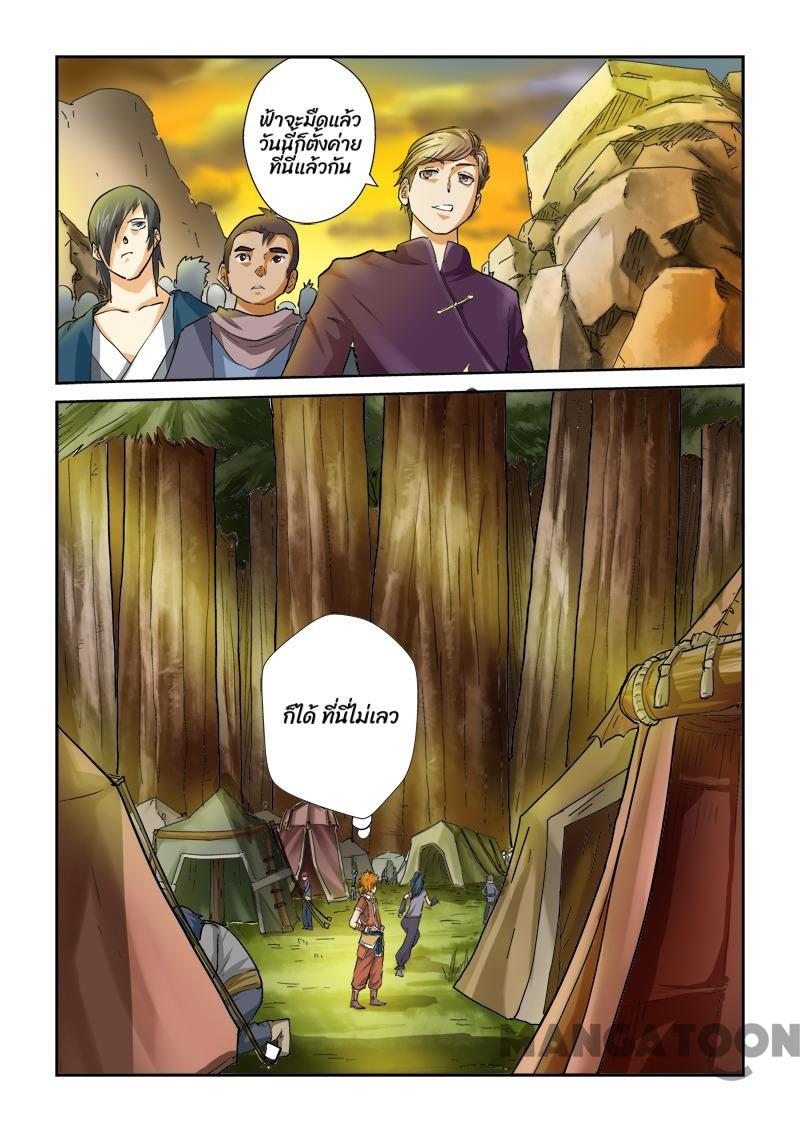 ฟ้าจะมืดแล้ว
วันนี้ก็ตั้งค่าย
ที่นี่แล้วกัน
ก็ได้ ที่นี่ไม่เลว
MANGATOON